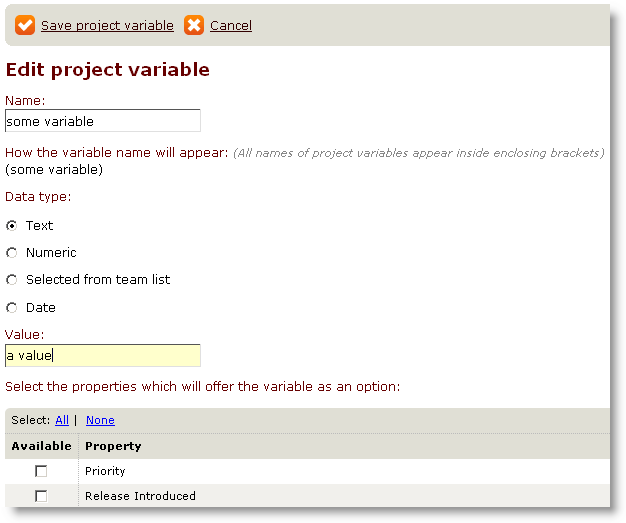 Save project variable Cancel
Edit project variable
Name:
some variable
How the variable name will appear: (All names of project variables appear inside enclosing brackets)
(some variable)
Data type:
Text
Numeric
Selected from team list
Date
Value:
a value
Select the properties which will offer the variable as an option:
Select: All | None
Available Property
Priority
Release Introduced